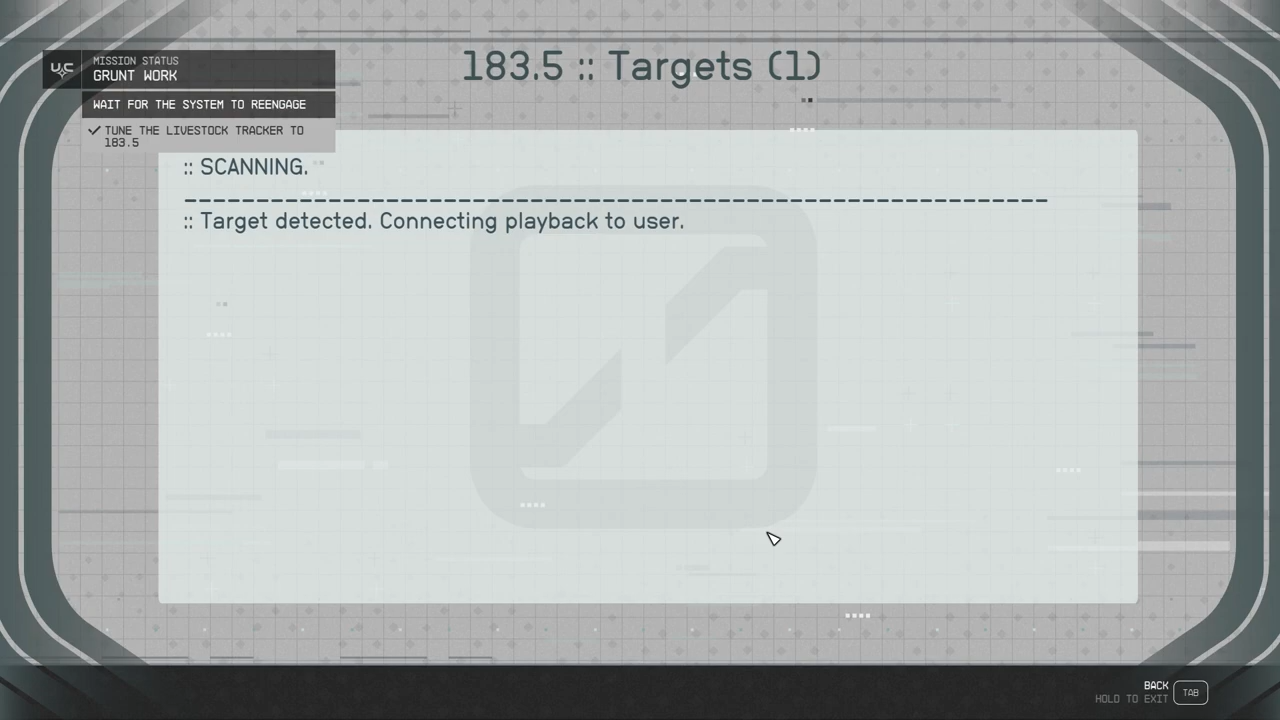 183.5 :: Targets (1)
UC
MISSION STATUS
GRUNT WORK
WAIT FOR THE SYSTEM TO REENGAGE
TUNE THE LIVESTOCK TRACKER TO
183.5
:: SCANNING.
:: Target detected. Connecting playback to user.
BACK
HOLD TO EXIT
TAB